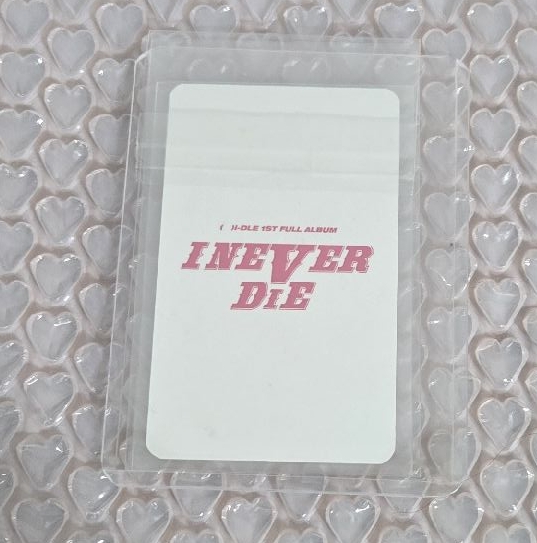 ( )I-DLE 1ST FULL ALBUM
I NEVER
DIE